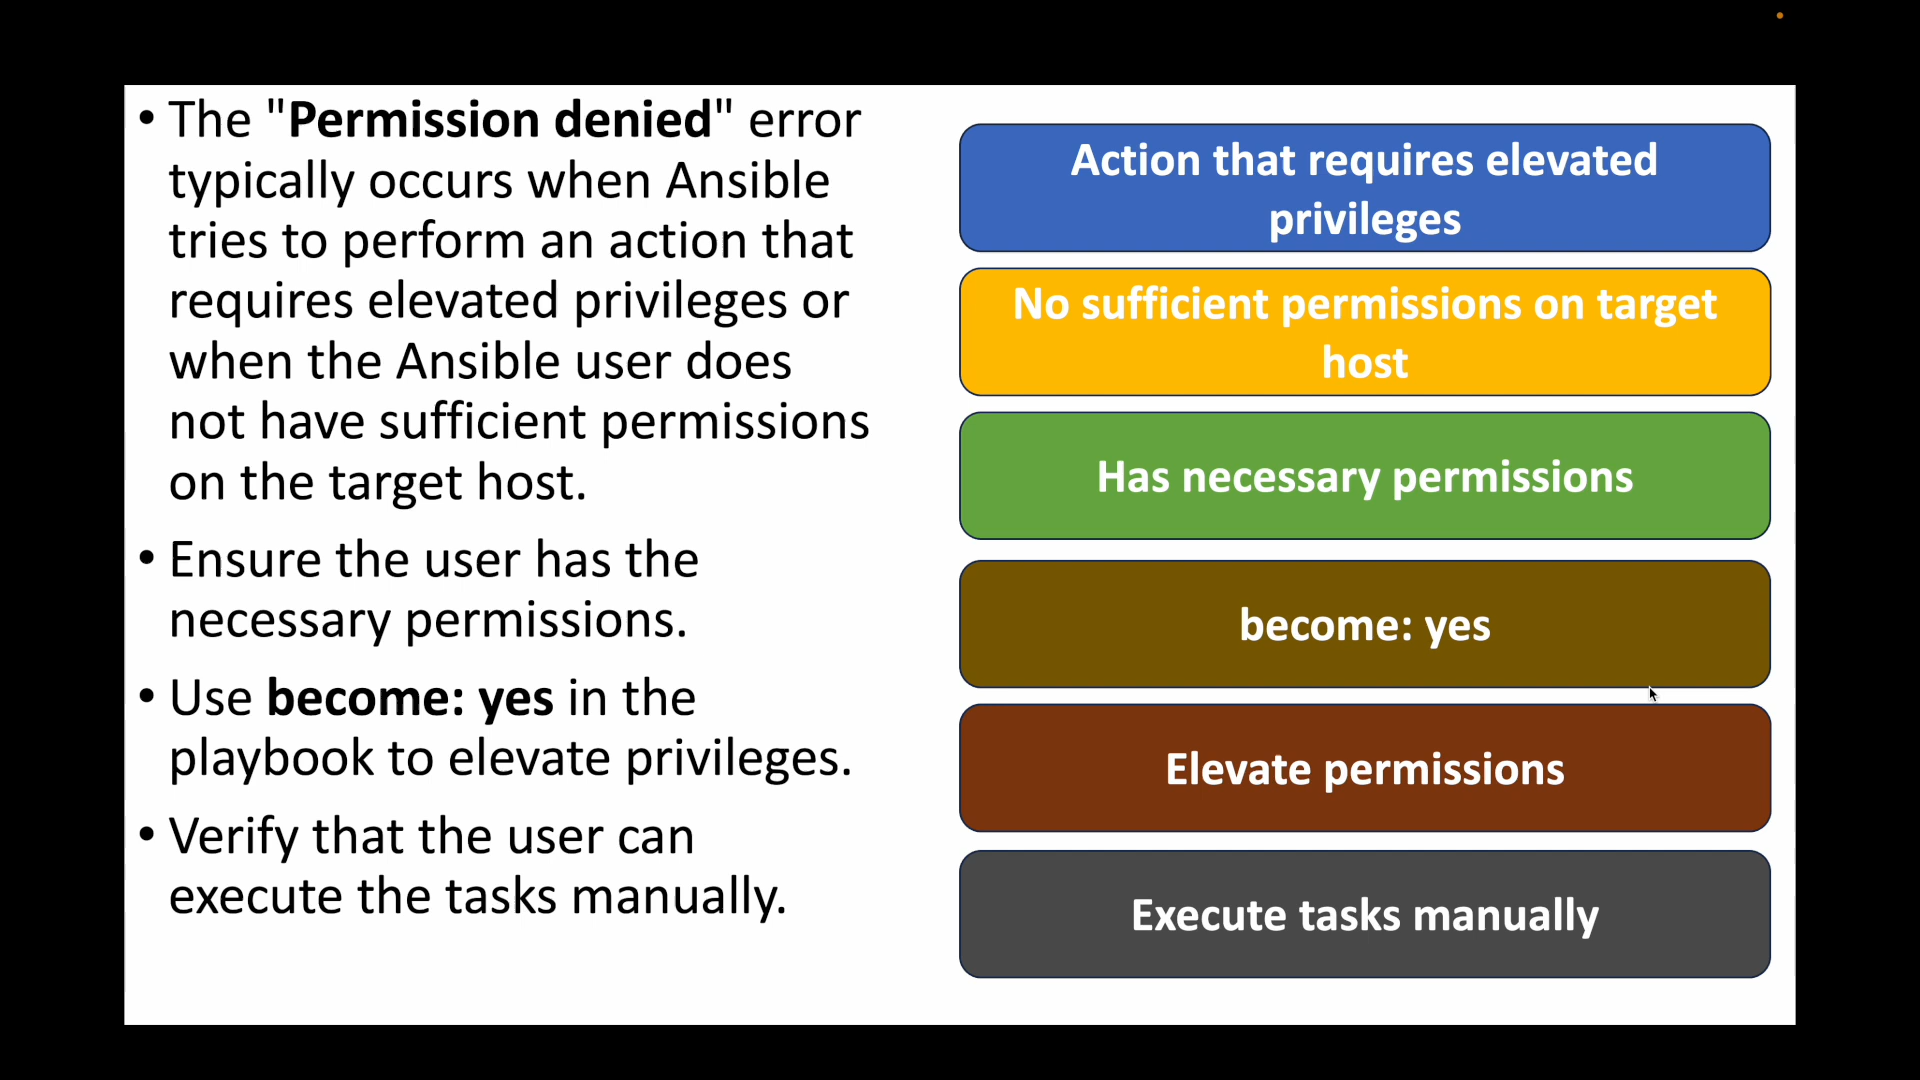 • The "Permission denied" error
typically occurs when Ansible
tries to perform an action that
requires elevated privileges or
when the Ansible user does
not have sufficient permissions
on the target host.
• Ensure the user has the
necessary permissions.
• Use become: yes in the
playbook to elevate privileges.
• Verify that the user can
execute the tasks manually.
Action that requires elevated
privileges
No sufficient permissions on target
host
Has necessary permissions
become: yes
Elevate permissions
Execute tasks manually